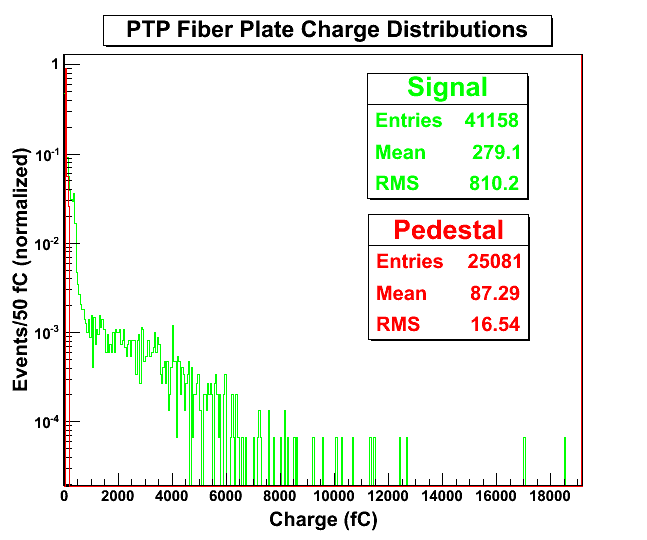 PTP Fiber Plate Charge Distributions
Signal
Entries 41158
Mean 279.1
RMS 810.2
Pedestal
Entries 25081
Mean 87.29
RMS 16.54
Events/50 fC (normalized)
1
10-1
10-2
10-3
10-4
0 2000 4000 6000 8000 10000 12000 14000 16000 18000
Charge (fC)